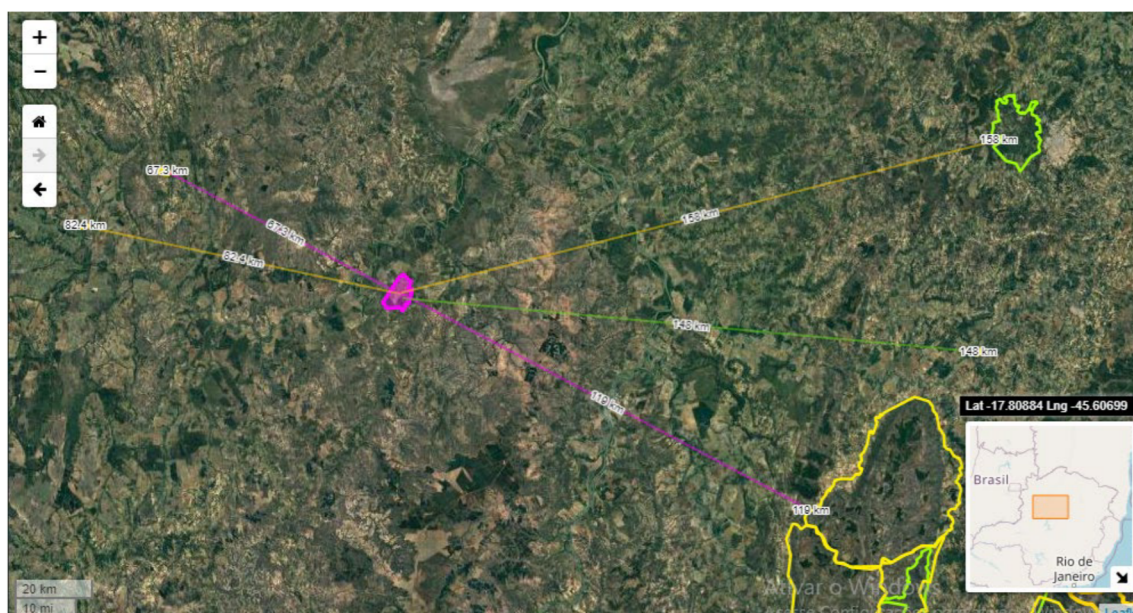 +
−
67.3 km
67.3 km
82.4 km
82.4 km
158 km
158 km
148 km
148 km
119 km
119 km
Lat -17.80884 Lng -45.60699
Brasil
Rio de
Janeiro
20 km
10 mi